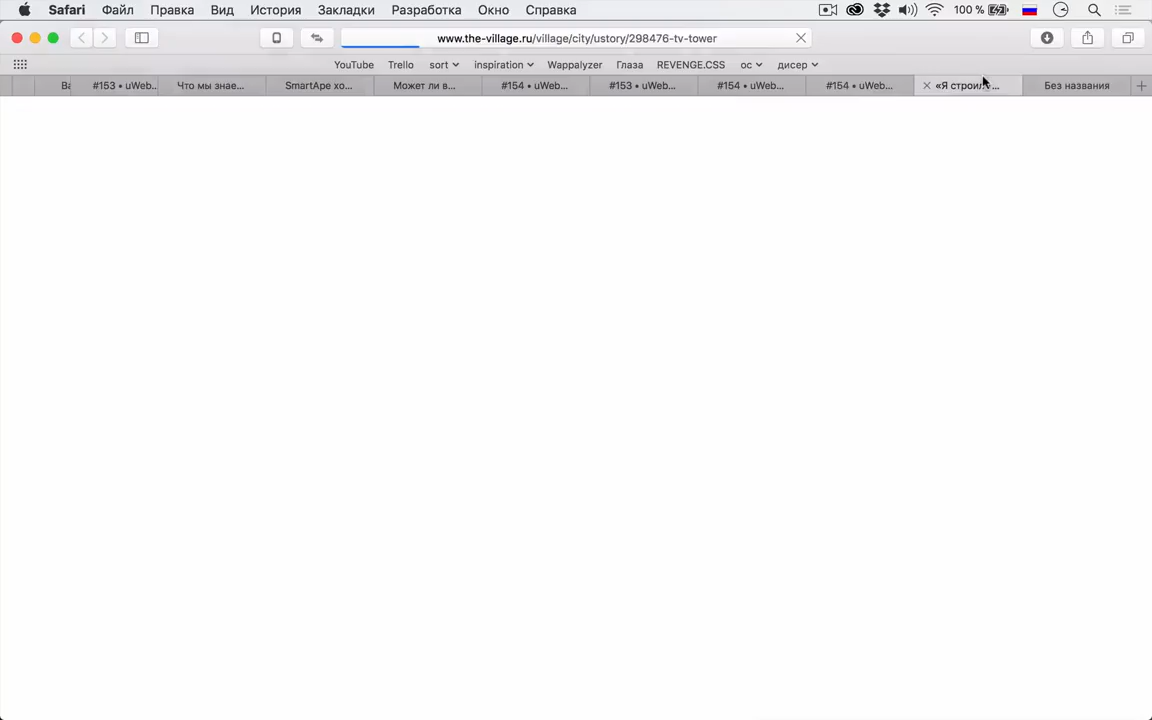 Safari Файл Правка Вид История Закладки Разработка Окно Справка 100 %
www.the-village.ru/village/city/ustory/298476-tv-tower
YouTube Trello sort inspiration Wappalyzer Глаза REVENGE.CSS ос дисер
#153 • uWeb... Что мы знае... SmartApe хо... Может ли в... #154 • uWeb... #153 • uWeb... #154 • uWeb... #154 • uWeb... Без названия